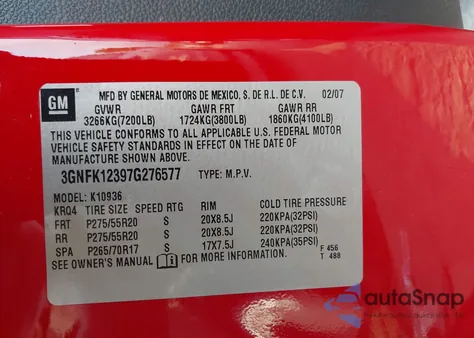 GM
MFD BY GENERAL MOTORS DE MEXICO, S. DE R.L. DE C.V. 02/07
GVWR GAWR FRT GAWR RR
3266KG(7200LB) 1724KG(3800LB) 1860KG(4100LB)
THIS VEHICLE CONFORMS TO ALL APPLICABLE U.S. FEDERAL MOTOR
VEHICLE SAFETY STANDARDS IN EFFECT ON THE DATE OF
MANUFACTURE SHOWN ABOVE.
3GNFK12397G276577 TYPE: M.P.V.
MODEL: K10936
KRQ4 TIRE SIZE SPEED RTG RIM COLD TIRE PRESSURE
FRT P275/55R20 S 20X8.5J 220KPA(32PSI)
RR P275/55R20 S 20X8.5J 220KPA(32PSI)
SPA P265/70R17 S 17X7.5J 240KPA(35PSI)
SEE OWNER'S MANUAL FOR MORE INFORMATION. F 456
T 488
autoSnap